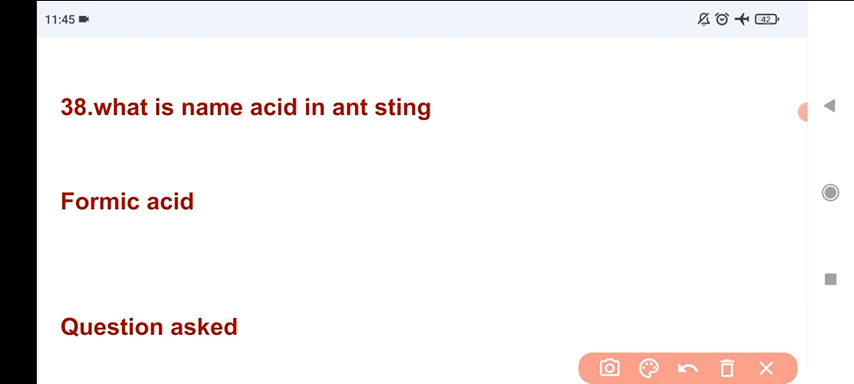 11:45
42
38.what is name acid in ant sting
Formic acid
Question asked